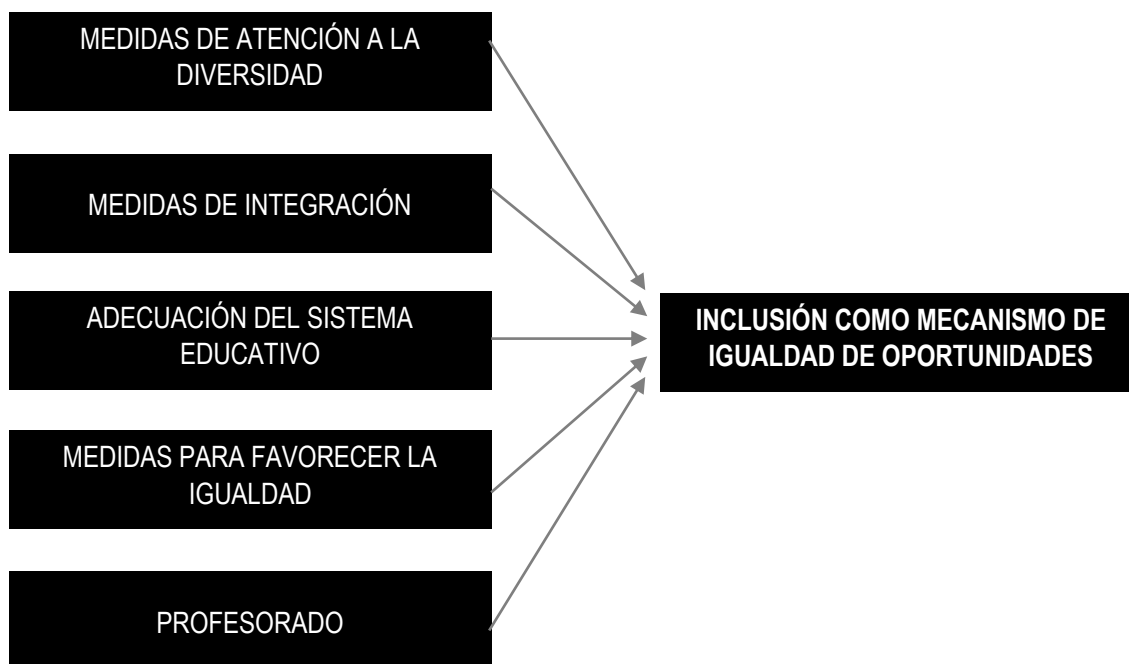 MEDIDAS DE ATENCIÓN A LA
DIVERSIDAD
MEDIDAS DE INTEGRACIÓN
ADECUACIÓN DEL SISTEMA
EDUCATIVO
MEDIDAS PARA FAVORECER LA
IGUALDAD
PROFESORADO
INCLUSIÓN COMO MECANISMO DE
IGUALDAD DE OPORTUNIDADES